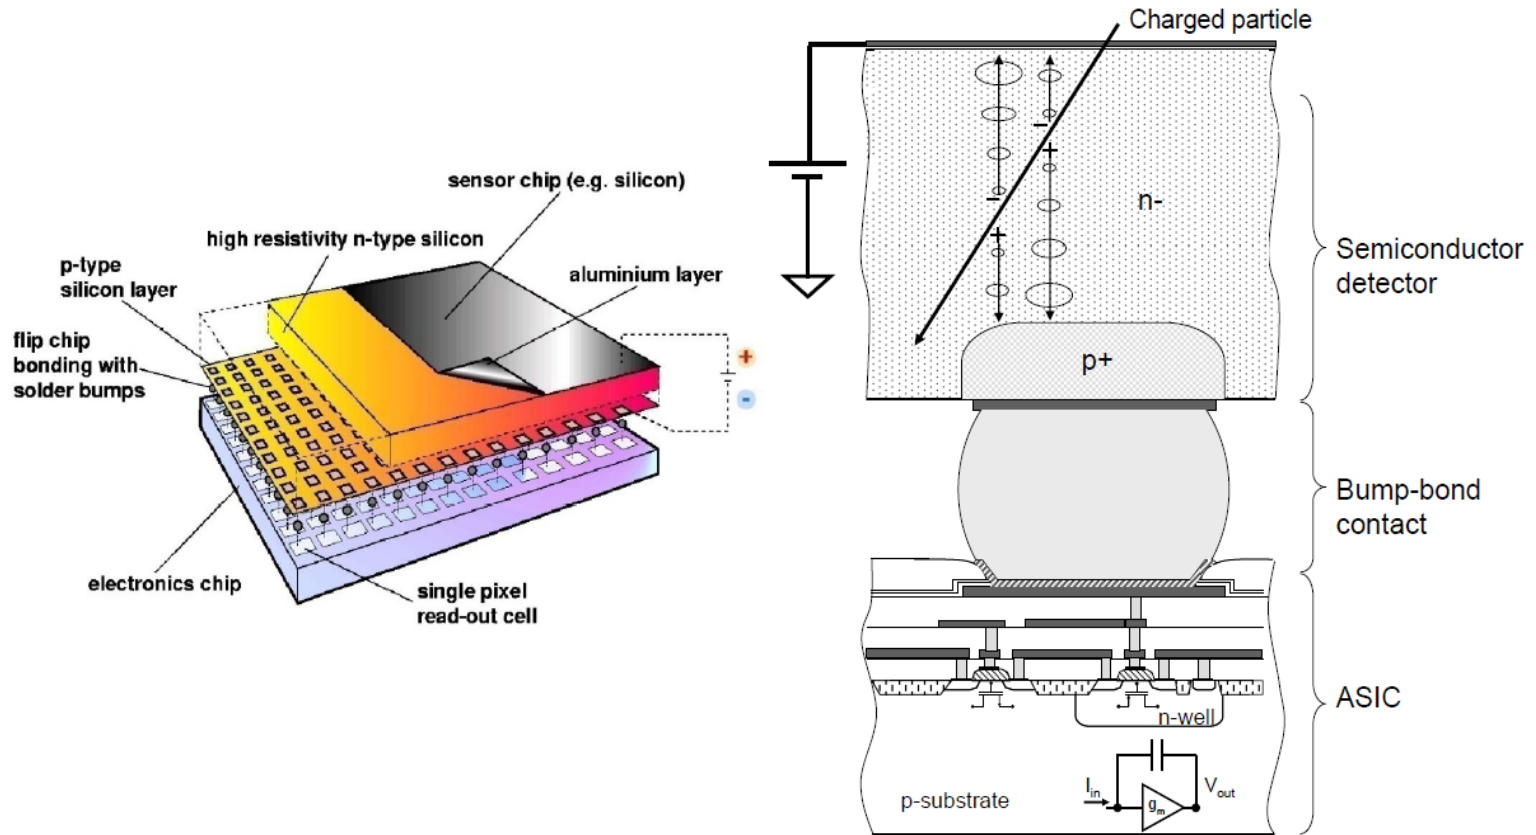 sensor chip (e.g. silicon)
high resistivity n-type silicon
p-type
silicon layer
aluminium layer
flip chip
bonding with
solder bumps
+
-
electronics chip
single pixel
read-out cell
Charged particle
−
+
−
+
n-
p+
Semiconductor
detector
Bump-bond
contact
n-well
ASIC
p-substrate
Iin
gm
Vout